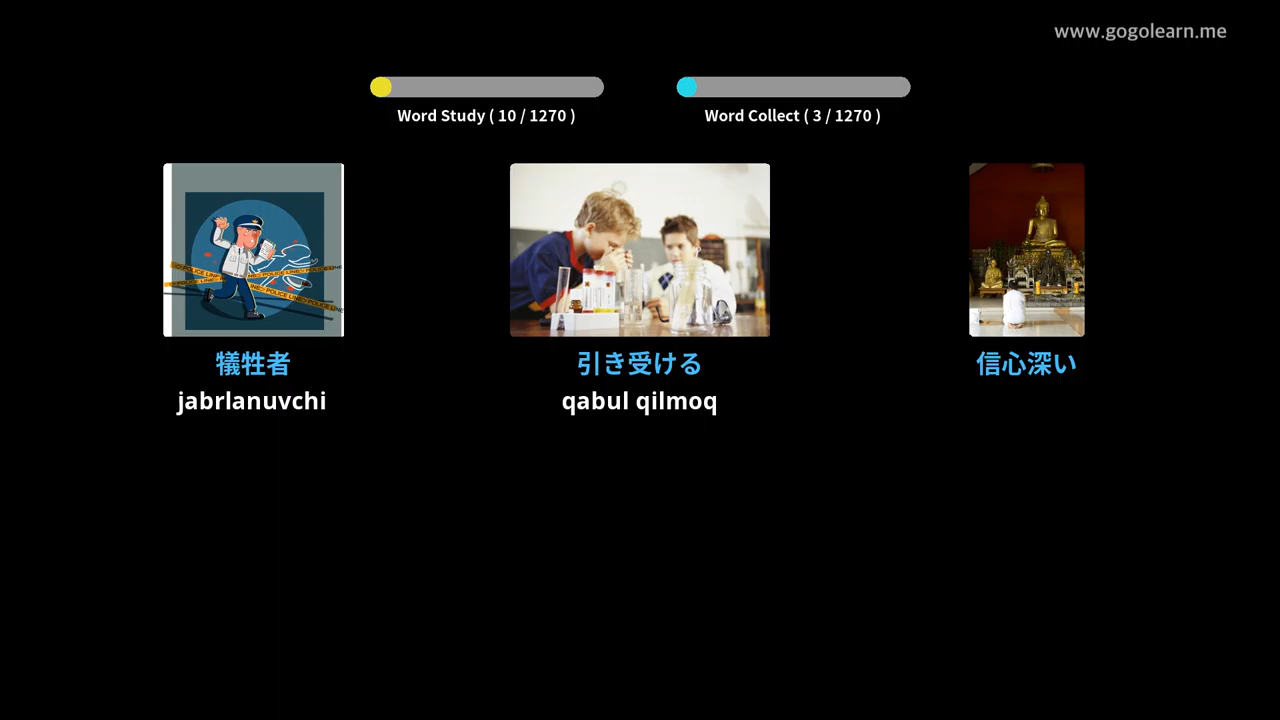 www.gogolearn.me
Word Study ( 10 / 1270 )
Word Collect ( 3 / 1270 )
犠牲者
引き受ける
信心深い
jabrlanuvchi
qabul qilmoq